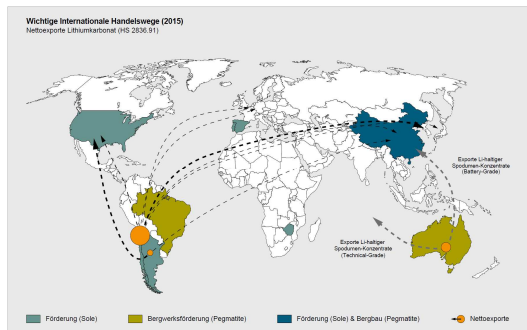 Wichtige Internationale Handelswege (2015)
Nettoexporte Lithiumkarbonat (HS 2836.91)
Exporte Li-haltiger
Spodumen-Konzentrate
(Battery-Grade)
Exporte Li-haltiger
Spodumen-Konzentrate
(Technical-Grade)
Förderung (Sole)
Bergwerksförderung (Pegmatite)
Förderung (Sole) & Bergbau (Pegmatite)
Nettoexporte